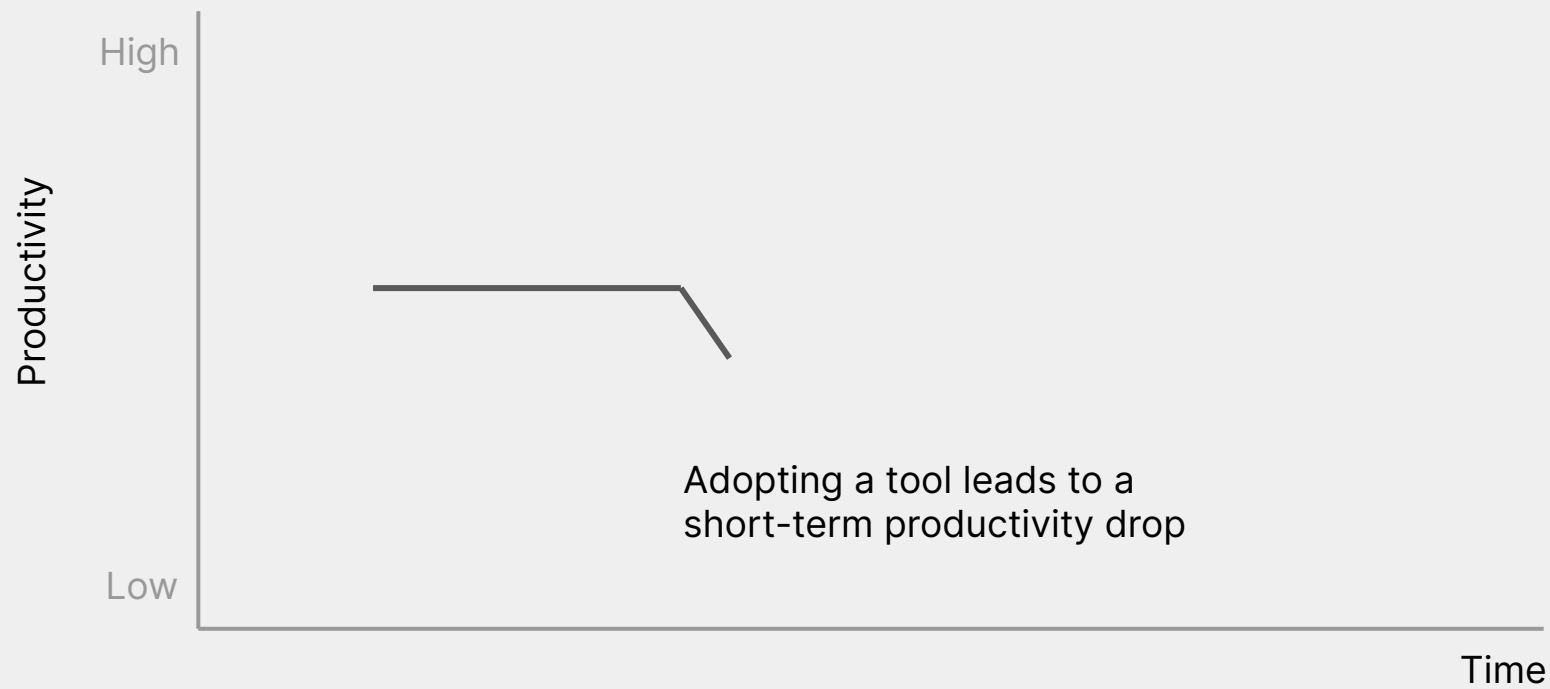 High
Productivity
Adopting a tool leads to a
short-term productivity drop
Low
Time